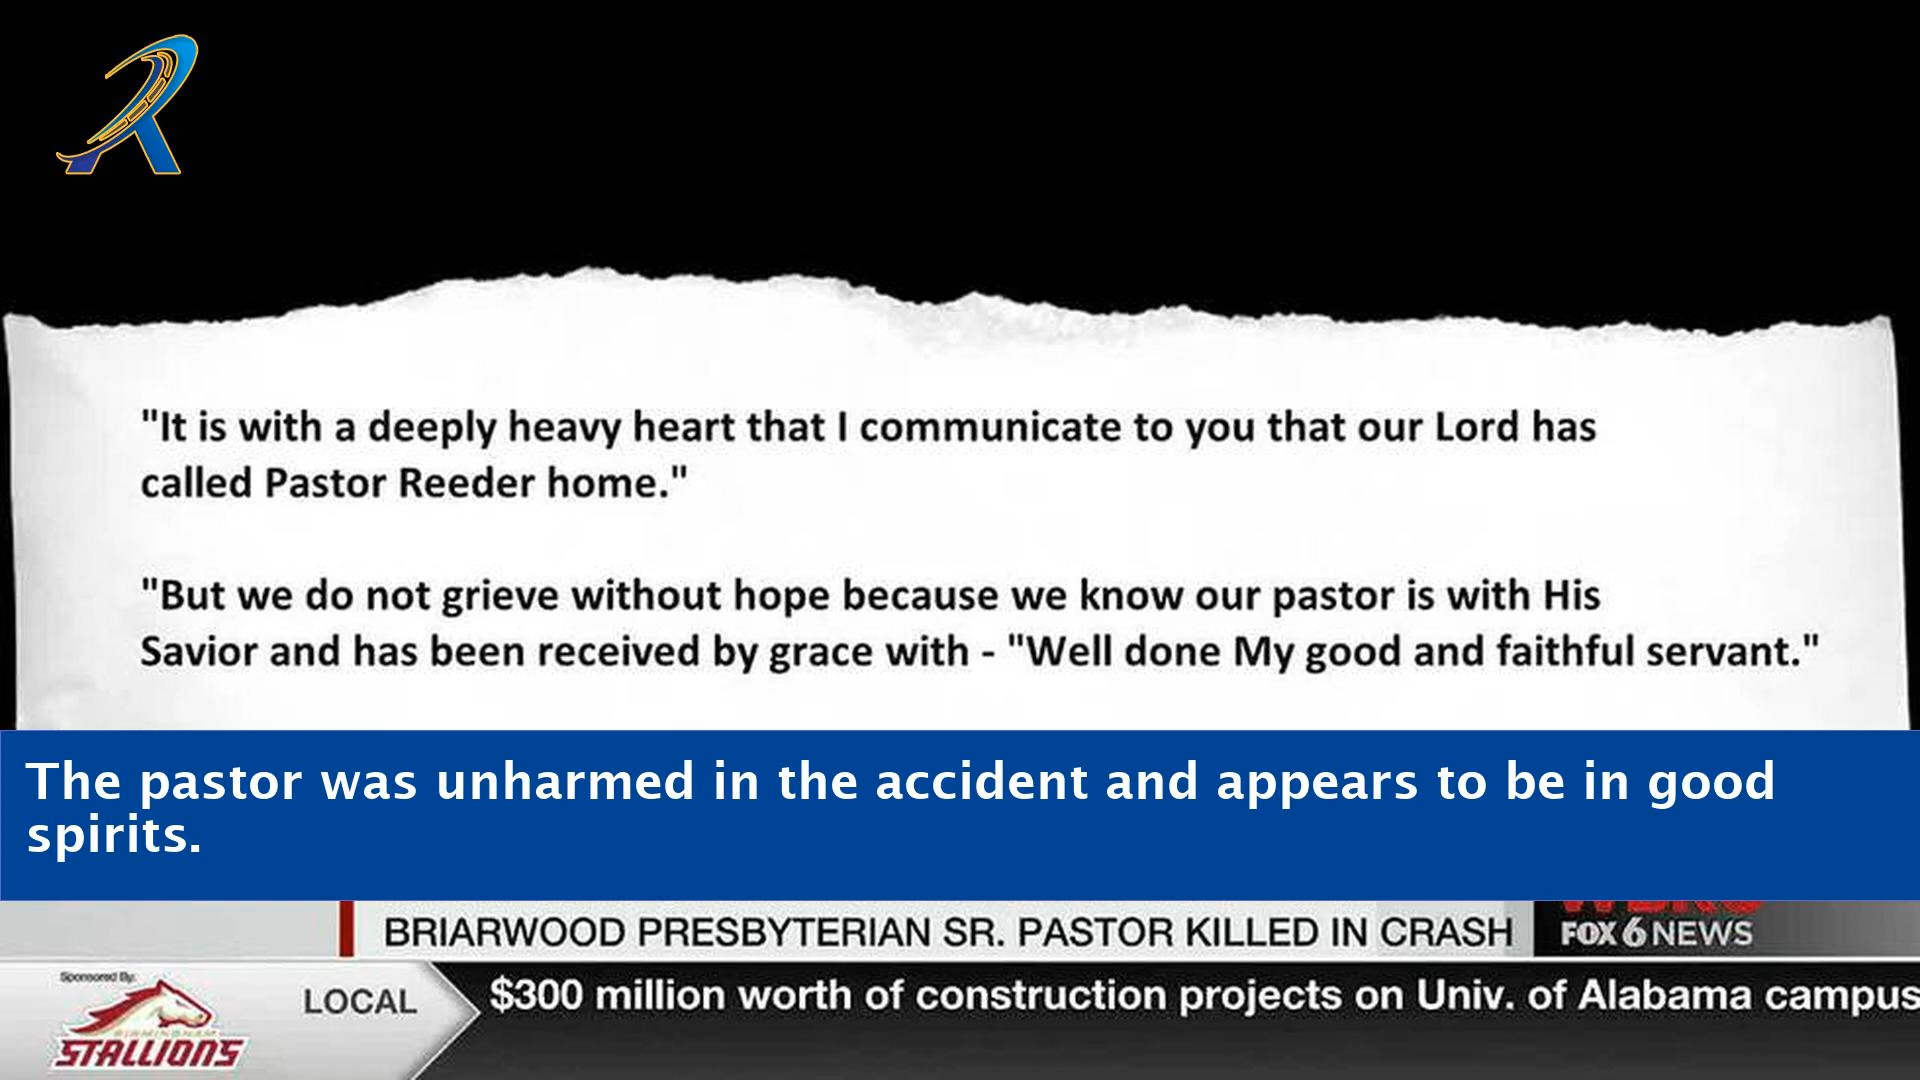 "It is with a deeply heavy heart that I communicate to you that our Lord has
called Pastor Reeder home."
"But we do not grieve without hope because we know our pastor is with His
Savior and has been received by grace with - "Well done My good and faithful servant."
The pastor was unharmed in the accident and appears to be in good
spirits.
BRIARWOOD PRESBYTERIAN SR. PASTOR KILLED IN CRASH
FOX 6 NEWS
Sponsored By:
BIRMINGHAM
STALLIONS
LOCAL
$300 million worth of construction projects on Univ. of Alabama campus